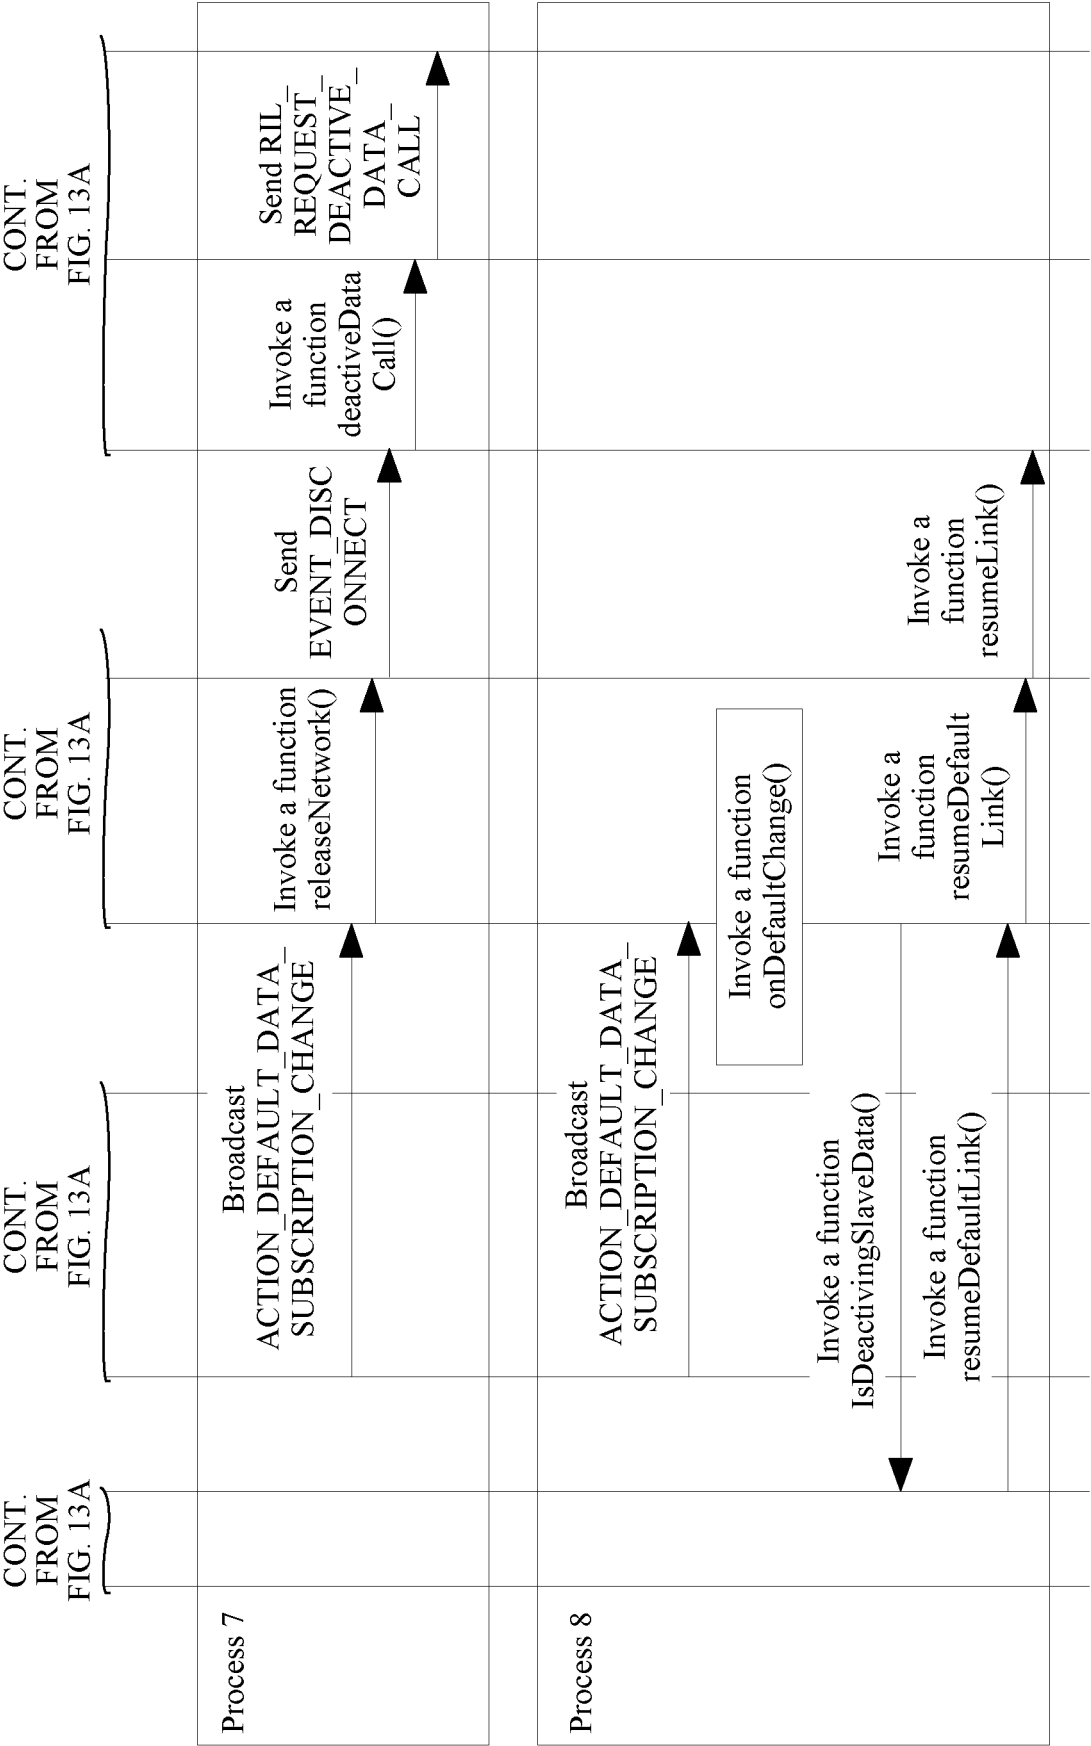 CONT.
FROM
FIG. 13A
CONT.
FROM
FIG. 13A
CONT.
FROM
FIG. 13A
CONT.
FROM
FIG. 13A
Process 7
Broadcast
ACTION_DEFAULT_DATA_
SUBSCRIPTION_CHANGE
Invoke a function
releaseNetwork()
Send
EVENT_DISC
ONNECT
Invoke a
function
deactiveData
Call()
Send RIL_
REQUEST_
DEACTIVE_
DATA_
CALL
Process 8
Broadcast
ACTION_DEFAULT_DATA_
SUBSCRIPTION_CHANGE
Invoke a function
onDefaultChange()
Invoke a function
IsDeactivingSlaveData()
Invoke a function
resumeDefaultLink()
Invoke a
function
resumeDefault
Link()
Invoke a
function
resumeLink()